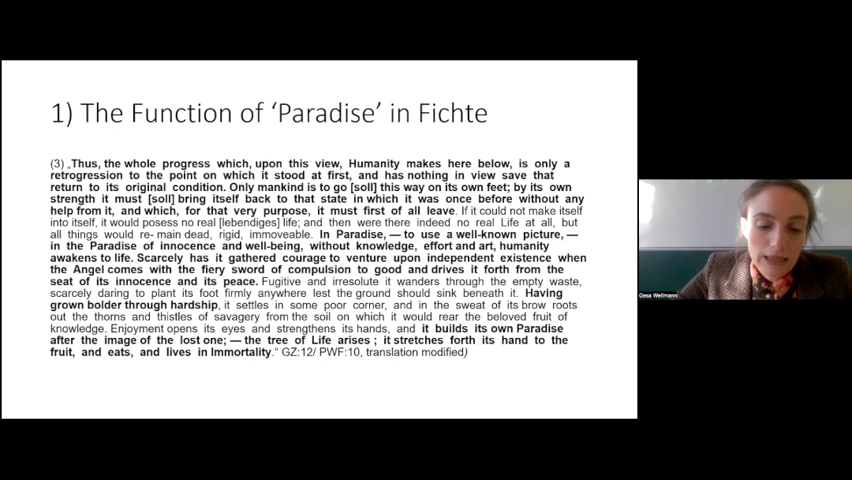 1) The Function of ‘Paradise’ in Fichte
(3) „Thus, the whole progress which, upon this view, Humanity makes here below, is only a
retrogression to the point on which it stood at first, and has nothing in view save that
return to its original condition. Only mankind is to go [soll] this way on its own feet; by its own
strength it must [soll] bring itself back to that state in which it was once before without any
help from it, and which, for that very purpose, it must first of all leave. If it could not make itself
into itself, it would posess no real [lebendiges] life; and then were there indeed no real Life at all, but
all things would re- main dead, rigid, immoveable. In Paradise, — to use a well-known picture, —
in the Paradise of innocence and well-being, without knowledge, effort and art, humanity
awakens to life. Scarcely has it gathered courage to venture upon independent existence when
the Angel comes with the fiery sword of compulsion to good and drives it forth from the
seat of its innocence and its peace. Fugitive and irresolute it wanders through the empty waste,
scarcely daring to plant its foot firmly anywhere lest the ground should sink beneath it. Having
grown bolder through hardship, it settles in some poor corner, and in the sweat of its brow roots
out the thorns and thistles of savagery from the soil on which it would rear the beloved fruit of
knowledge. Enjoyment opens its eyes and strengthens its hands, and it builds its own Paradise
after the image of the lost one; — the tree of Life arises ; it stretches forth its hand to the
fruit, and eats, and lives in Immortality.“ GZ:12/ PWF:10, translation modified)
Gesa Wellmann